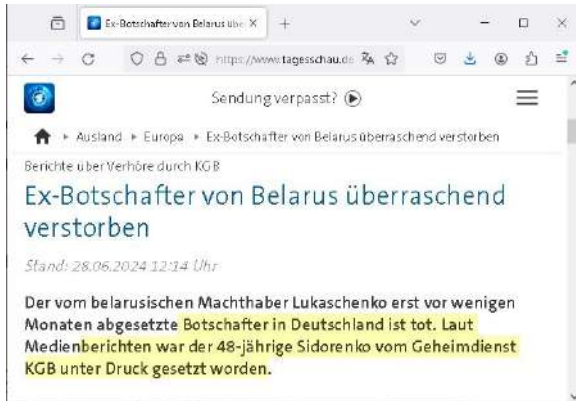 Ex-Botschafter von Belarus übe
https://www.tagesschau.de
Sendung verpasst?
Ausland ▸ Europa ▸ Ex-Botschafter von Belarus überraschend verstorben
Berichte über Verhöre durch KGB
Ex-Botschafter von Belarus überraschend
verstorben
Stand: 28.06.2024 12:14 Uhr
Der vom belarusischen Machthaber Lukaschenko erst vor wenigen
Monaten abgesetzte Botschafter in Deutschland ist tot. Laut
Medienberichten war der 48-jährige Sidorenko vom Geheimdienst
KGB unter Druck gesetzt worden.